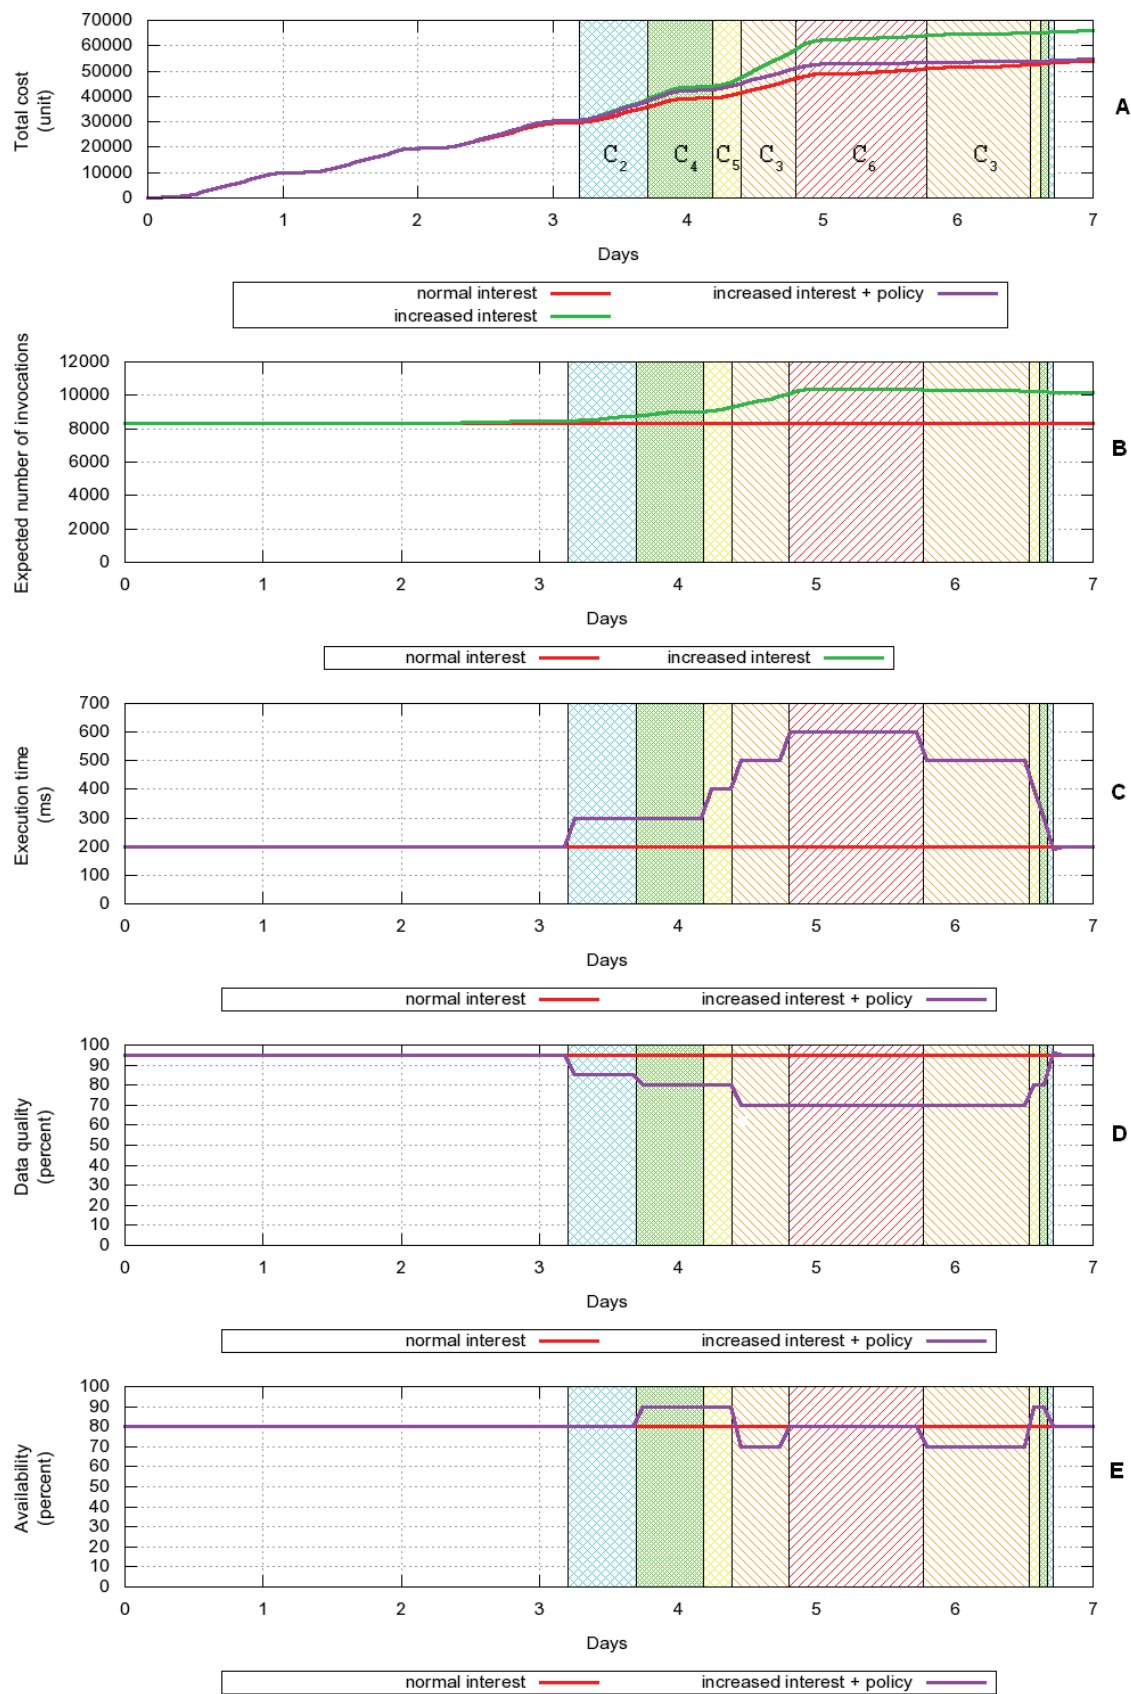 70000
60000
50000
40000
30000
20000
10000
0
Total cost
(unit)
C2 C4 C5 C3 C6 C3
A
0 1 2 3 4 5 6 7
Days
normal interest increased interest + policy
increased interest
12000
10000
8000
6000
4000
2000
0
Expected number of invocations
B
0 1 2 3 4 5 6 7
Days
normal interest increased interest
700
600
500
400
300
200
100
0
Execution time
(ms)
C
0 1 2 3 4 5 6 7
Days
normal interest increased interest + policy
100
90
80
70
60
50
40
30
20
10
0
Data quality
(percent)
D
0 1 2 3 4 5 6 7
Days
normal interest increased interest + policy
100
90
80
70
60
50
40
30
20
10
0
Availability
(percent)
E
0 1 2 3 4 5 6 7
Days
normal interest increased interest + policy